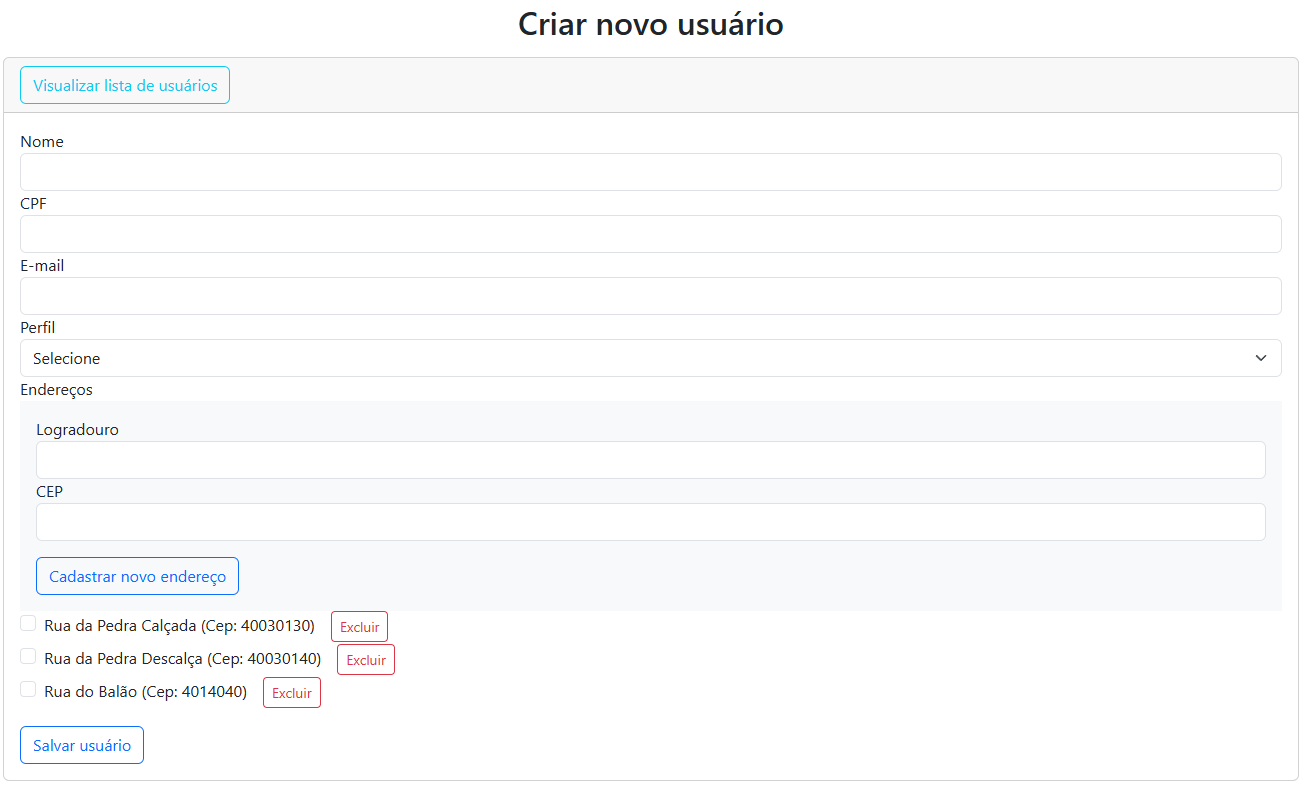 Criar novo usuário
Visualizar lista de usuários
Nome
CPF
E-mail
Perfil
Selecione
Endereços
Logradouro
CEP
Cadastrar novo endereço
Rua da Pedra Calçada (Cep: 40030130) Excluir
Rua da Pedra Descalça (Cep: 40030140) Excluir
Rua do Balão (Cep: 4014040) Excluir
Salvar usuário